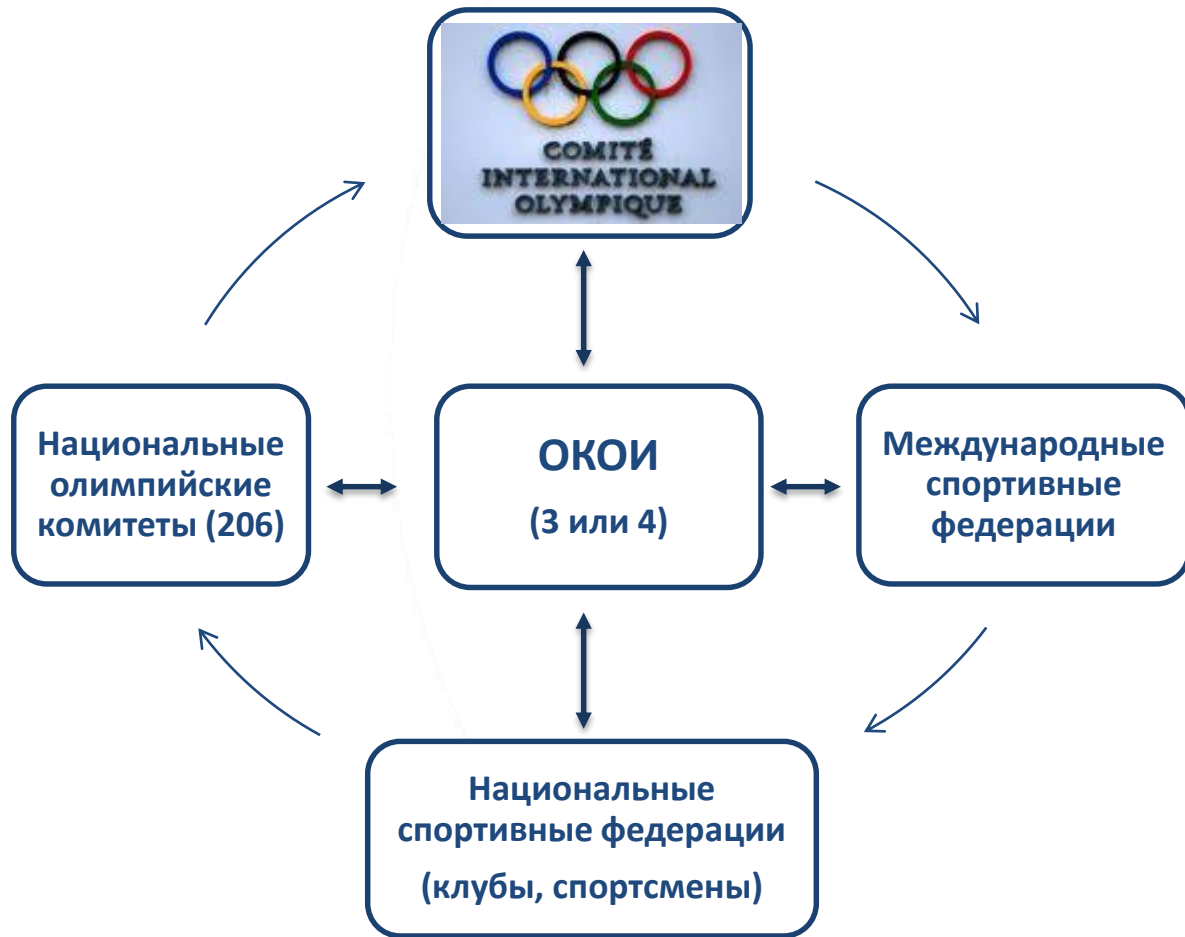 COMITÉ
INTERNATIONAL
OLYMPIQUE
Национальные
олимпийские
комитеты (206)
ОКОИ
(3 или 4)
Международные
спортивные
федерации
Национальные
спортивные федерации
(клубы, спортсмены)